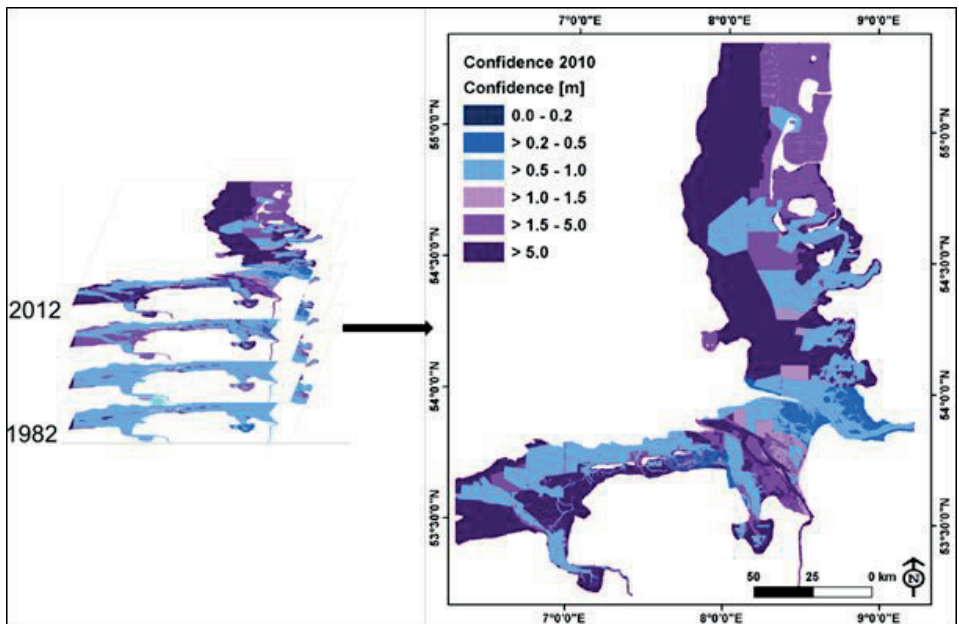 7°0'0"E 8°0'0"E 9°0'0"E
Confidence 2010
Confidence [m]
0.0 - 0.2
> 0.2 - 0.5
> 0.5 - 1.0
> 1.0 - 1.5
> 1.5 - 5.0
> 5.0
55°0'0"N 55°0'0"N
54°30'0"N 54°30'0"N
2012
54°0'0"N 54°0'0"N
1982
53°30'0"N 53°30'0"N
50 25 0 km
N
7°0'0"E 8°0'0"E 9°0'0"E